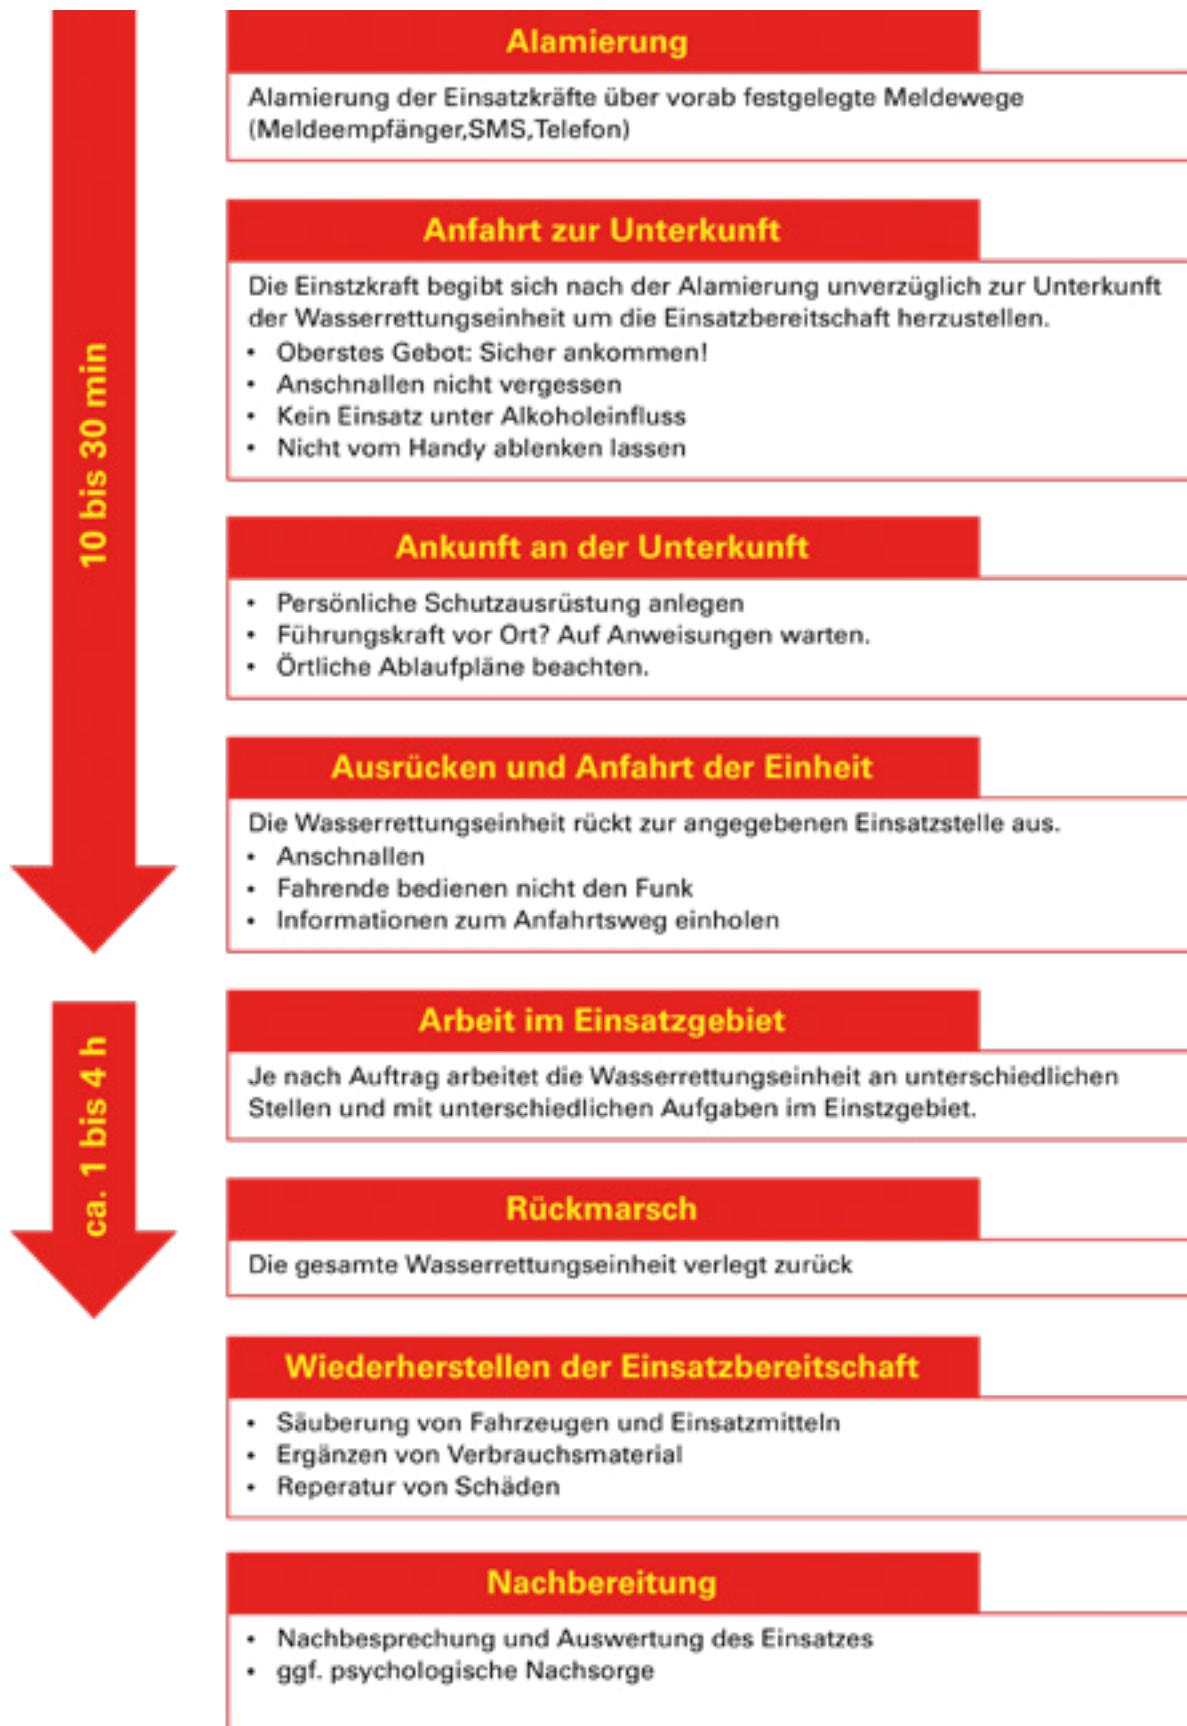 Alamierung
Alamierung der Einsatzkräfte über vorab festgelegte Meldewege
(Meldeempfänger,SMS,Telefon)
Anfahrt zur Unterkunft
Die Einstzkraft begibt sich nach der Alamierung unverzüglich zur Unterkunft
der Wasserrettungseinheit um die Einsatzbereitschaft herzustellen.
• Oberstes Gebot: Sicher ankommen!
• Anschnallen nicht vergessen
• Kein Einsatz unter Alkoholeinfluss
• Nicht vom Handy ablenken lassen
10 bis 30 min
Ankunft an der Unterkunft
• Persönliche Schutzausrüstung anlegen
• Führungskraft vor Ort? Auf Anweisungen warten.
• Örtliche Ablaufpläne beachten.
Ausrücken und Anfahrt der Einheit
Die Wasserrettungseinheit rückt zur angegebenen Einsatzstelle aus.
• Anschnallen
• Fahrende bedienen nicht den Funk
• Informationen zum Anfahrtsweg einholen
Arbeit im Einsatzgebiet
Je nach Auftrag arbeitet die Wasserrettungseinheit an unterschiedlichen
Stellen und mit unterschiedlichen Aufgaben im Einstzgebiet.
ca. 1 bis 4 h
Rückmarsch
Die gesamte Wasserrettungseinheit verlegt zurück
Wiederherstellen der Einsatzbereitschaft
• Säuberung von Fahrzeugen und Einsatzmitteln
• Ergänzen von Verbrauchsmaterial
• Reperatur von Schäden
Nachbereitung
• Nachbesprechung und Auswertung des Einsatzes
• ggf. psychologische Nachsorge